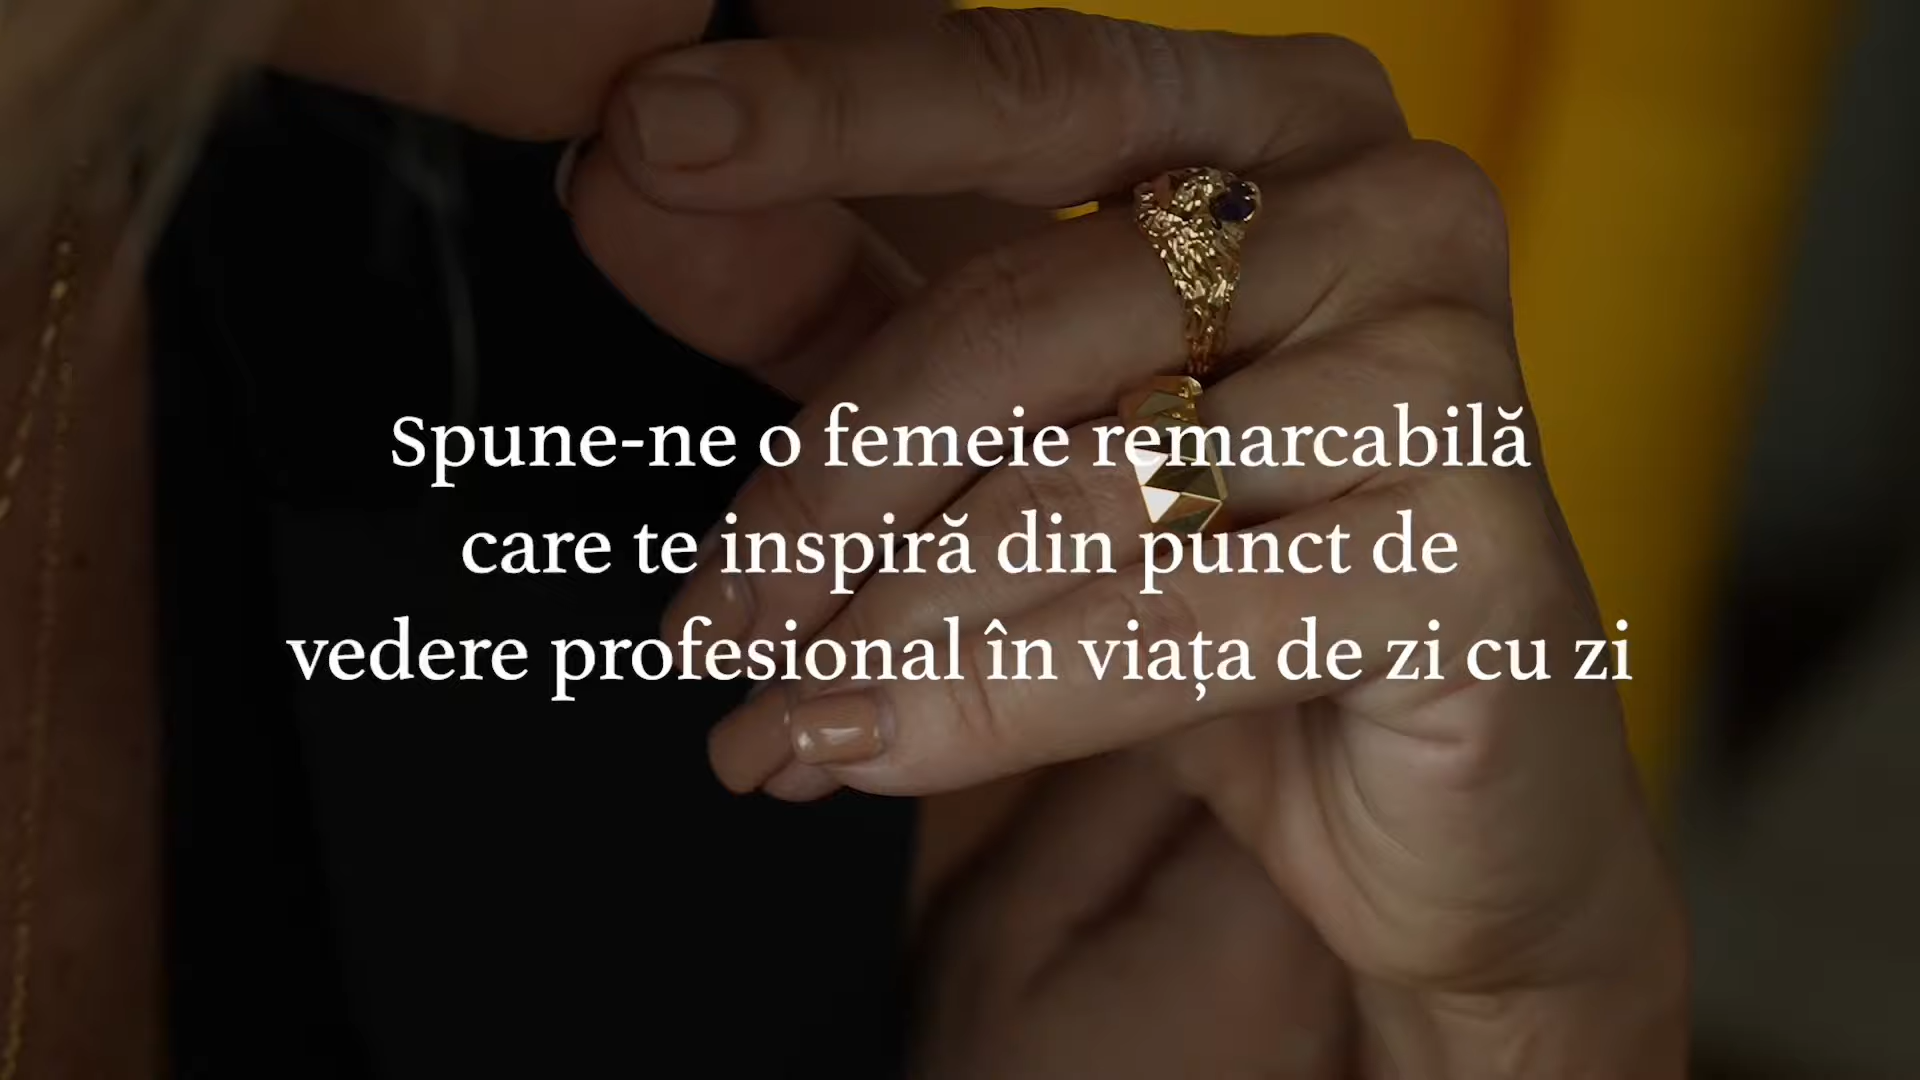 Spune-ne o femeie remarcabilă
care te inspiră din punct de
vedere profesional în viața de zi cu zi